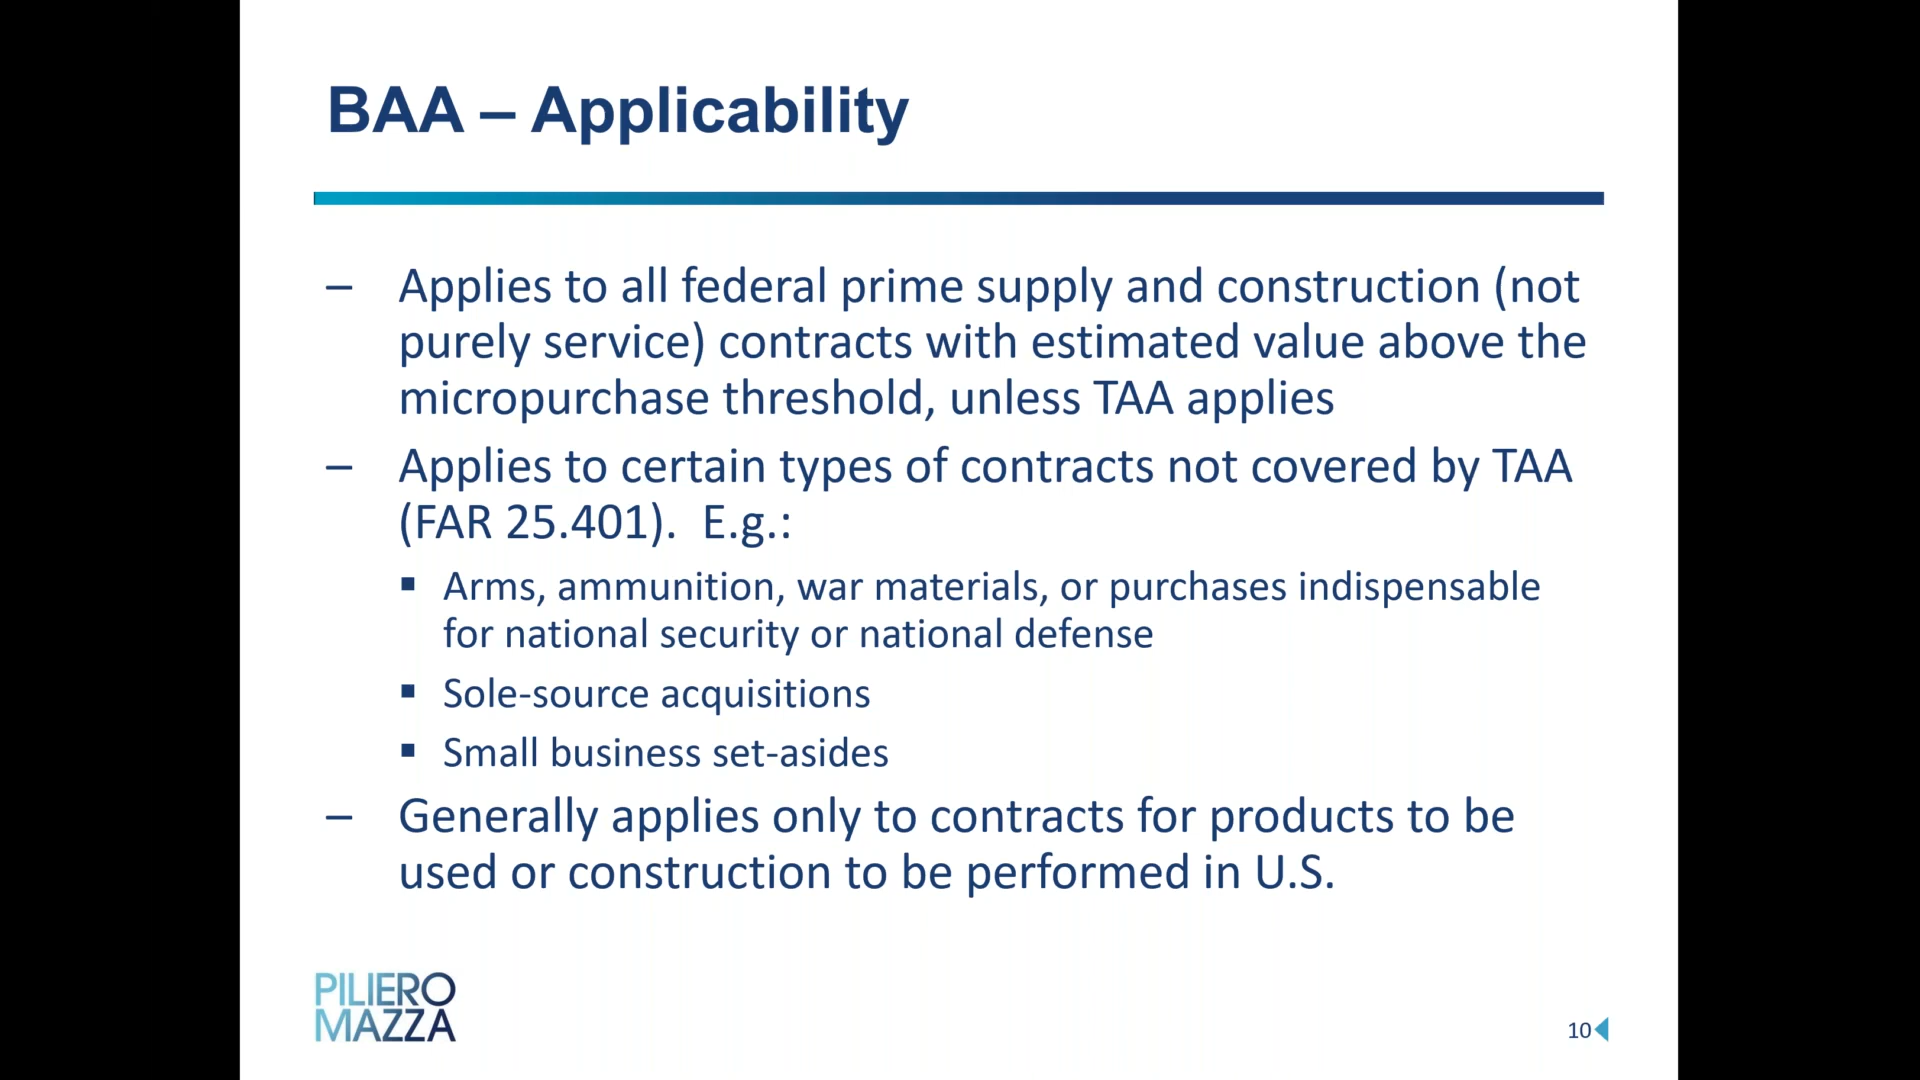 BAA – Applicability
– Applies to all federal prime supply and construction (not
purely service) contracts with estimated value above the
micropurchase threshold, unless TAA applies
– Applies to certain types of contracts not covered by TAA
(FAR 25.401).  E.g.:
▪ Arms, ammunition, war materials, or purchases indispensable
for national security or national defense
▪ Sole-source acquisitions
▪ Small business set-asides
– Generally applies only to contracts for products to be
used or construction to be performed in U.S.
PILIERO
MAZZA
10